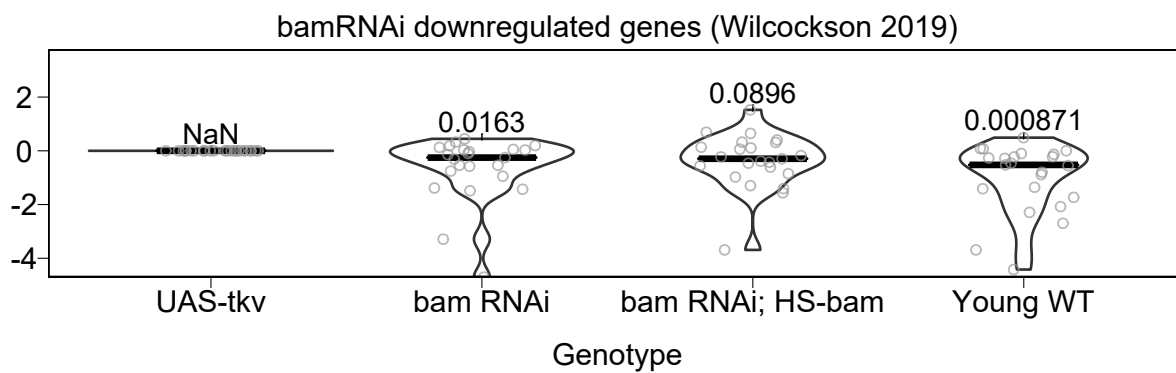 bamRNAi downregulated genes (Wilcockson 2019)
2
0
-2
-4
NaN
0.0163
0.0896
0.000871
UAS-tkv
bam RNAi
bam RNAi; HS-bam
Young WT
Genotype